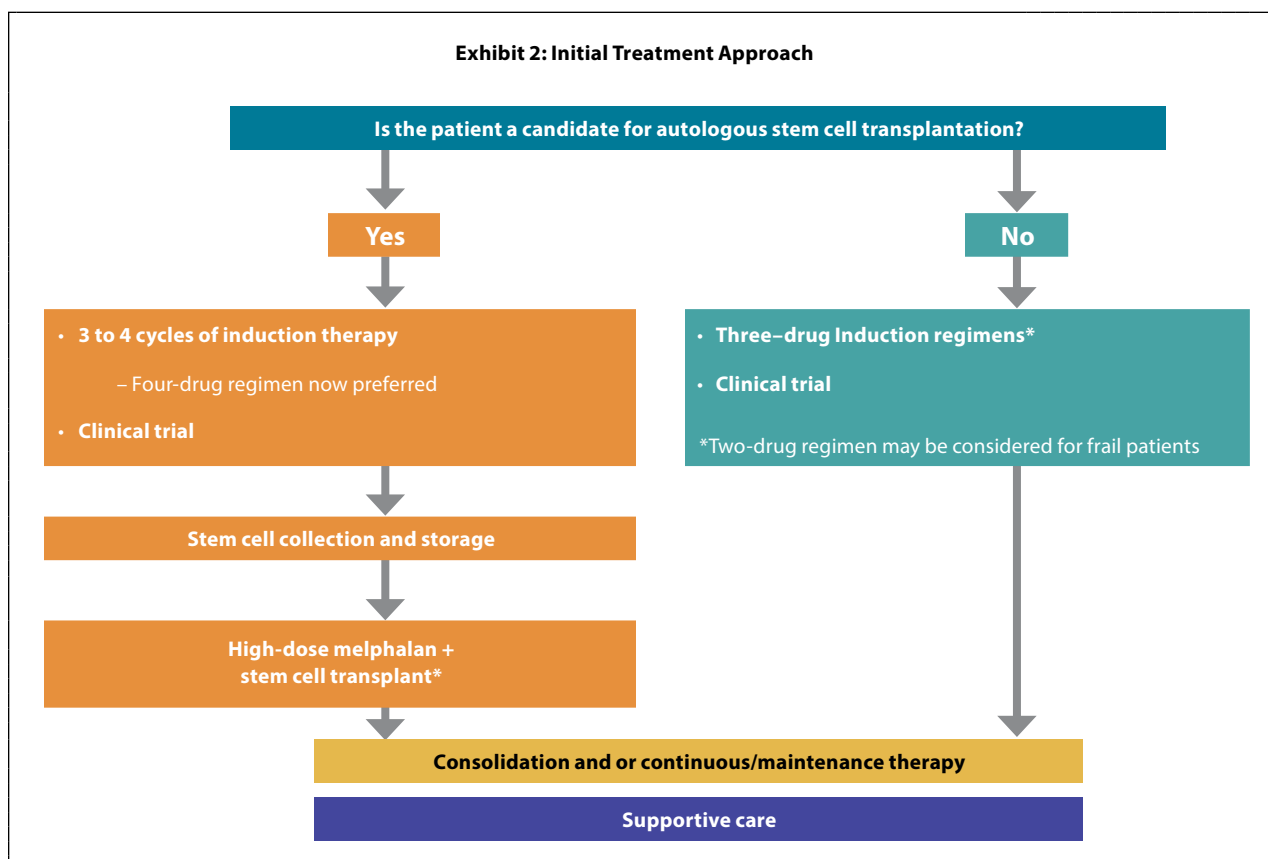 Exhibit 2: Initial Treatment Approach
Is the patient a candidate for autologous stem cell transplantation?
Yes
No
• 3 to 4 cycles of induction therapy
– Four-drug regimen now preferred
• Clinical trial
• Three–drug Induction regimens*
• Clinical trial
*Two-drug regimen may be considered for frail patients
Stem cell collection and storage
High-dose melphalan +
stem cell transplant*
Consolidation and or continuous/maintenance therapy
Supportive care